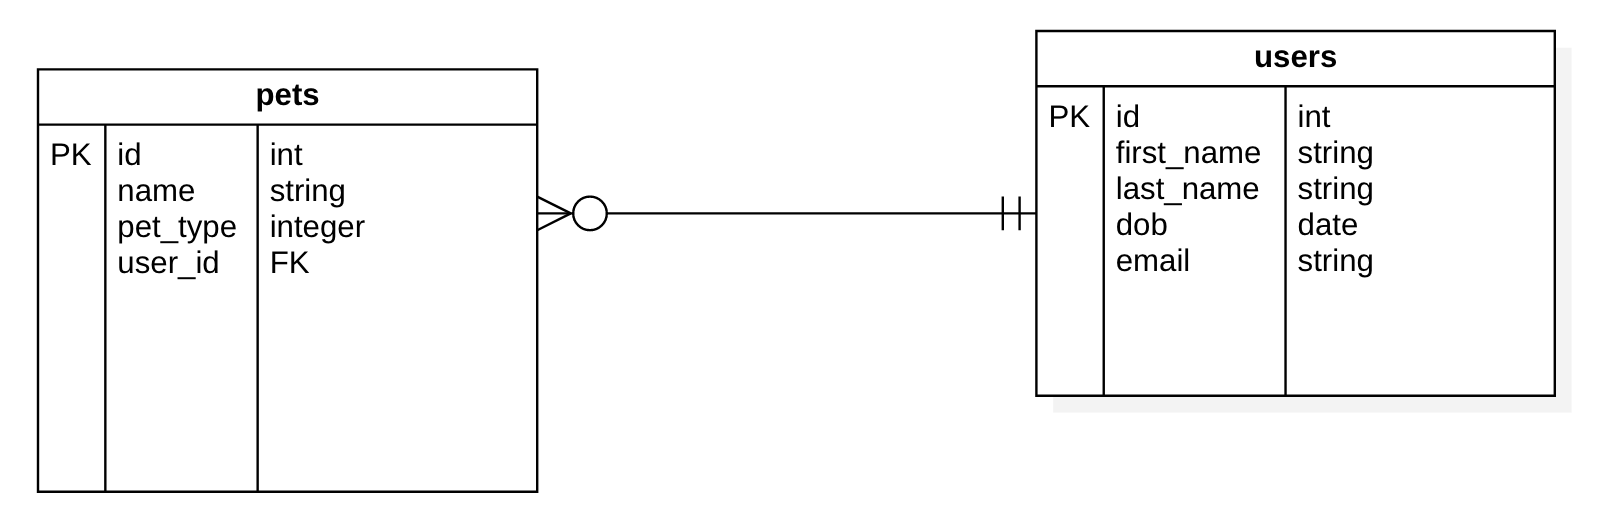 pets
PK id int
name string
pet_type integer
user_id FK
users
PK id int
first_name string
last_name string
dob date
email string